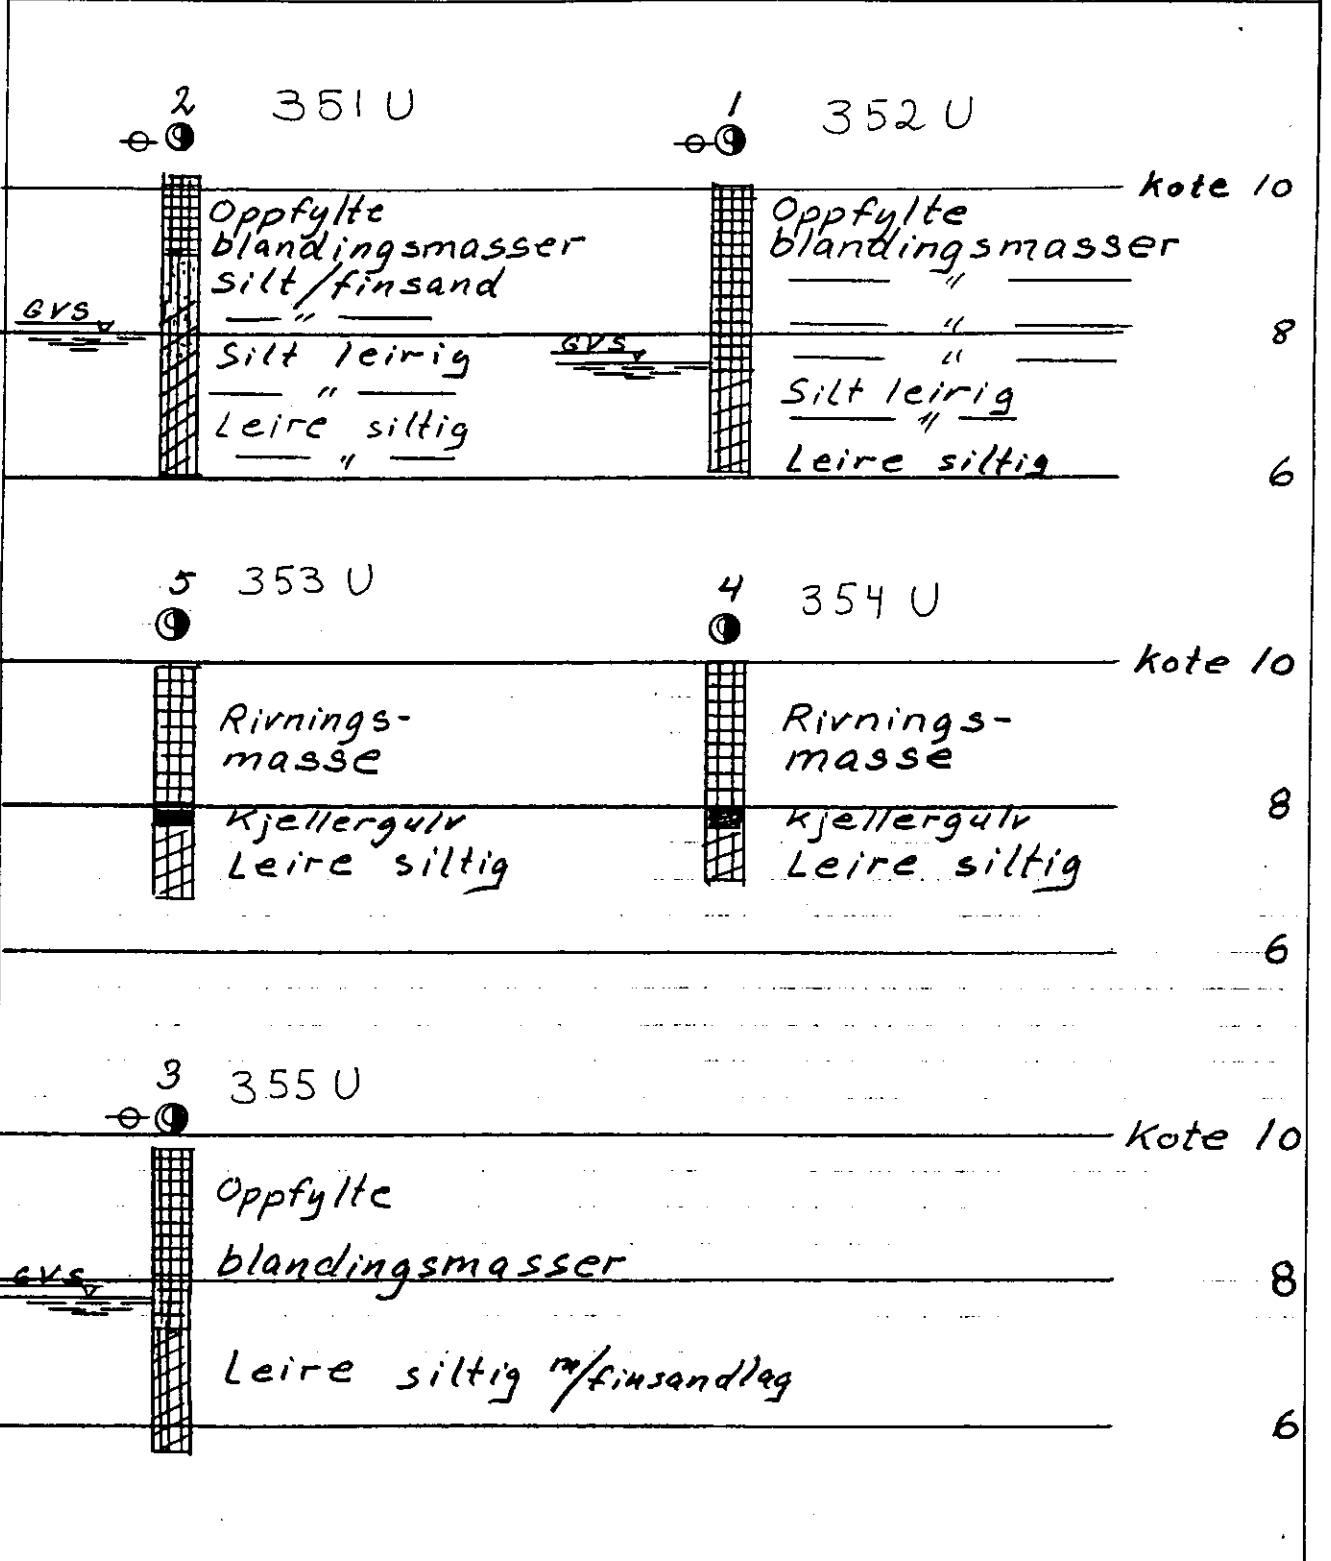 2 351 U
1 352 U
kote 10
Oppfylte
blandingsmasser
Silt/finsand
— " —
GVS
Silt leirig
— " —
Leire siltig
— " —
Oppfylte
blandingsmasser
— " —
— " —
8
GVS
— " —
Silt leirig
— " —
Leire siltig
6
5 353 U
4 354 U
kote 10
Rivnings-
masse
Rivnings-
masse
8
Kjellergulv
Leire siltig
Kjellergulv
Leire siltig
6
3 355 U
Kote 10
Oppfylte
blandingsmasser
GVS
8
Leire siltig m/finsandlag
6